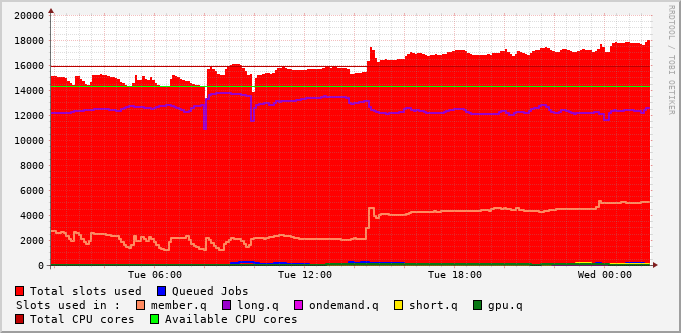 20000
18000
16000
14000
12000
10000
8000
6000
4000
2000
0
Tue 06:00 Tue 12:00 Tue 18:00 Wed 00:00
RRDTOOL / TOBI OETIKER
Total slots used Queued Jobs
Slots used in : member.q long.q ondemand.q short.q gpu.q
Total CPU cores Available CPU cores